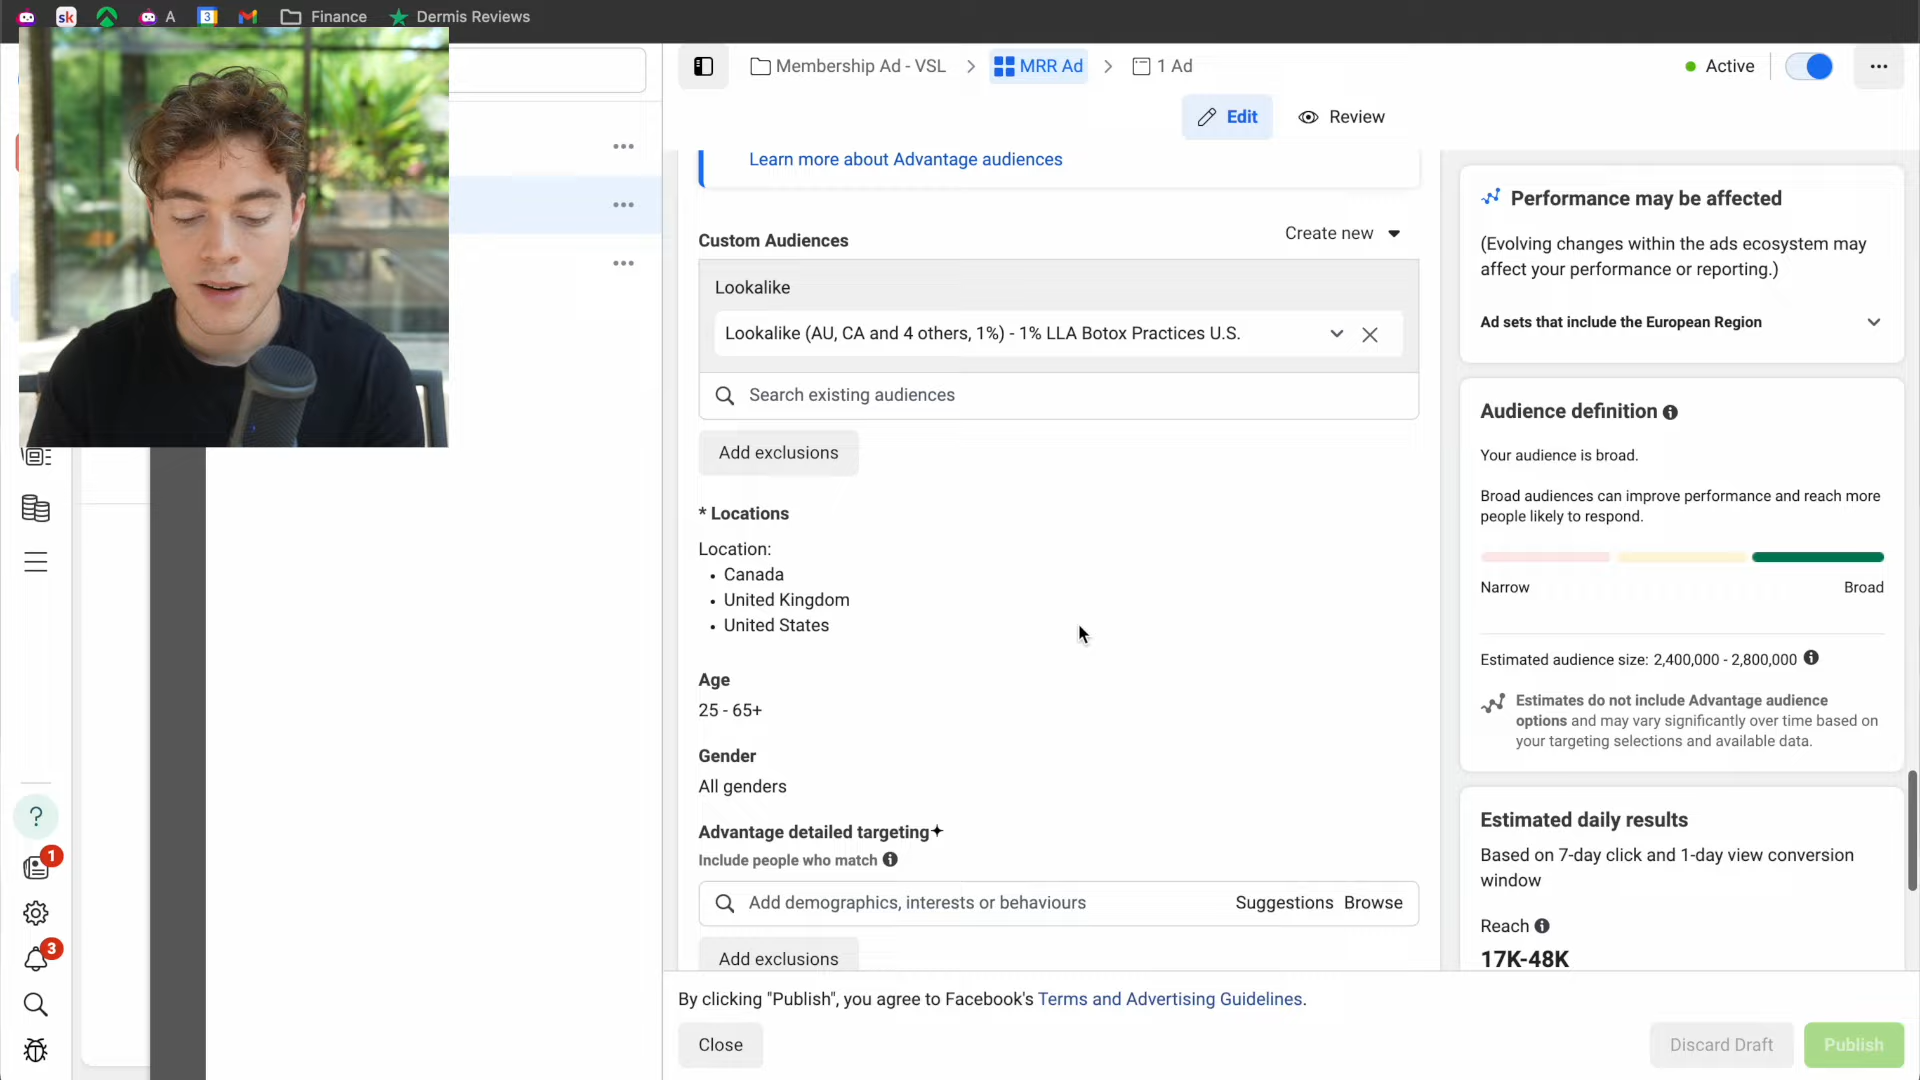 sk
A
3
Finance
Dermis Reviews
Membership Ad - VSL
MRR Ad
1 Ad
Active
Edit
Review
Learn more about Advantage audiences
Custom Audiences
Create new
Lookalike
Lookalike (AU, CA and 4 others, 1%) - 1% LLA Botox Practices U.S.
Search existing audiences
Add exclusions
* Locations
Location:
• Canada
• United Kingdom
• United States
Age
25 - 65+
Gender
All genders
Advantage detailed targeting
Include people who match
Add demographics, interests or behaviours
Suggestions
Browse
Add exclusions
Performance may be affected
(Evolving changes within the ads ecosystem may
affect your performance or reporting.)
Ad sets that include the European Region
Audience definition
Your audience is broad.
Broad audiences can improve performance and reach more
people likely to respond.
Narrow
Broad
Estimated audience size: 2,400,000 - 2,800,000
Estimates do not include Advantage audience
options and may vary significantly over time based on
your targeting selections and available data.
Estimated daily results
Based on 7-day click and 1-day view conversion
window
Reach
17K-48K
?
1
3
By clicking "Publish", you agree to Facebook's Terms and Advertising Guidelines.
Close
Discard Draft
Publish